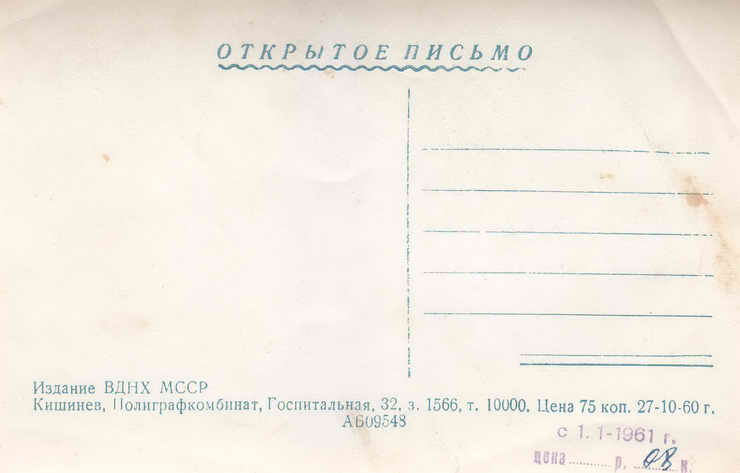 ОТКРЫТОЕ ПИСЬМО
Издание ВДНХ МССР
Кишинев, Полиграфкомбинат, Госпитальная, 32, з. 1566, т. 10000. Цена 75 коп. 27-10-60 г.
АБ09548
с 1.1-1961 г.
цена..........р. 08 к.